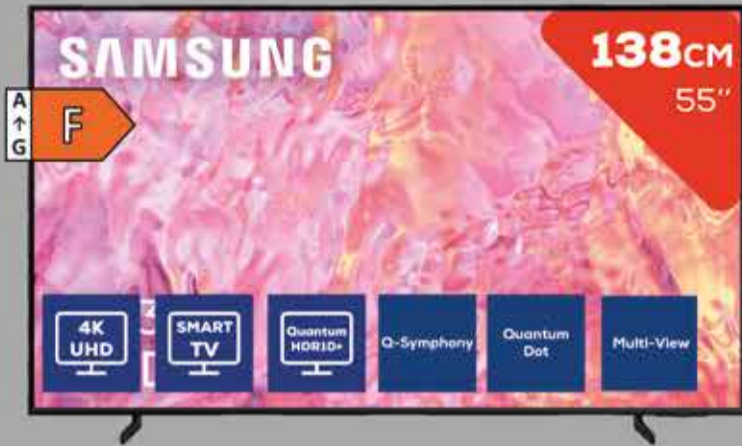 SAMSUNG
138CM
55"
A
↑
G
F
4K
UHD
SMART
TV
Quantum
HDR10+
Q-Symphony
Quantum
Dot
Multi-View